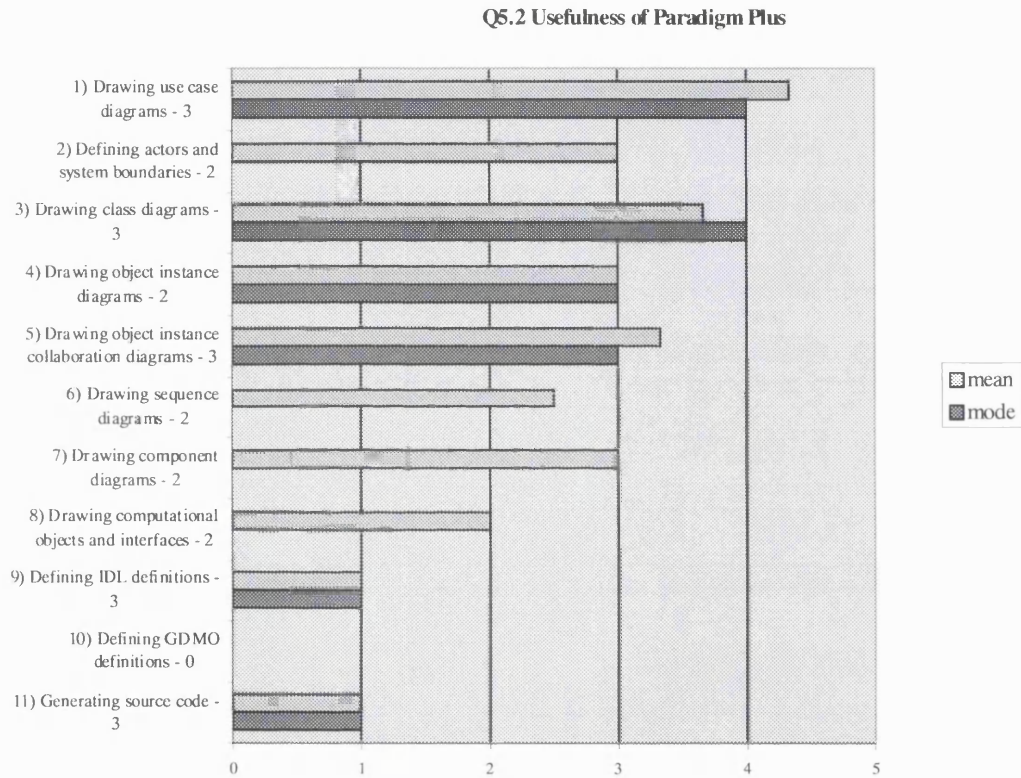 Q5.2 Usefulness of Paradigm Plus
1) Drawing use case
diagrams - 3
2) Defining actors and
system boundaries - 2
3) Drawing class diagrams -
3
4) Drawing object instance
diagrams - 2
5) Drawing object instance
collaboration diagrams - 3
6) Drawing sequence
diagrams - 2
7) Drawing component
diagrams - 2
8) Drawing computational
objects and interfaces - 2
9) Defining IDL definitions -
3
10) Defining GDMO
definitions - 0
11) Generating source code -
3
0 1 2 3 4 5
mean
mode